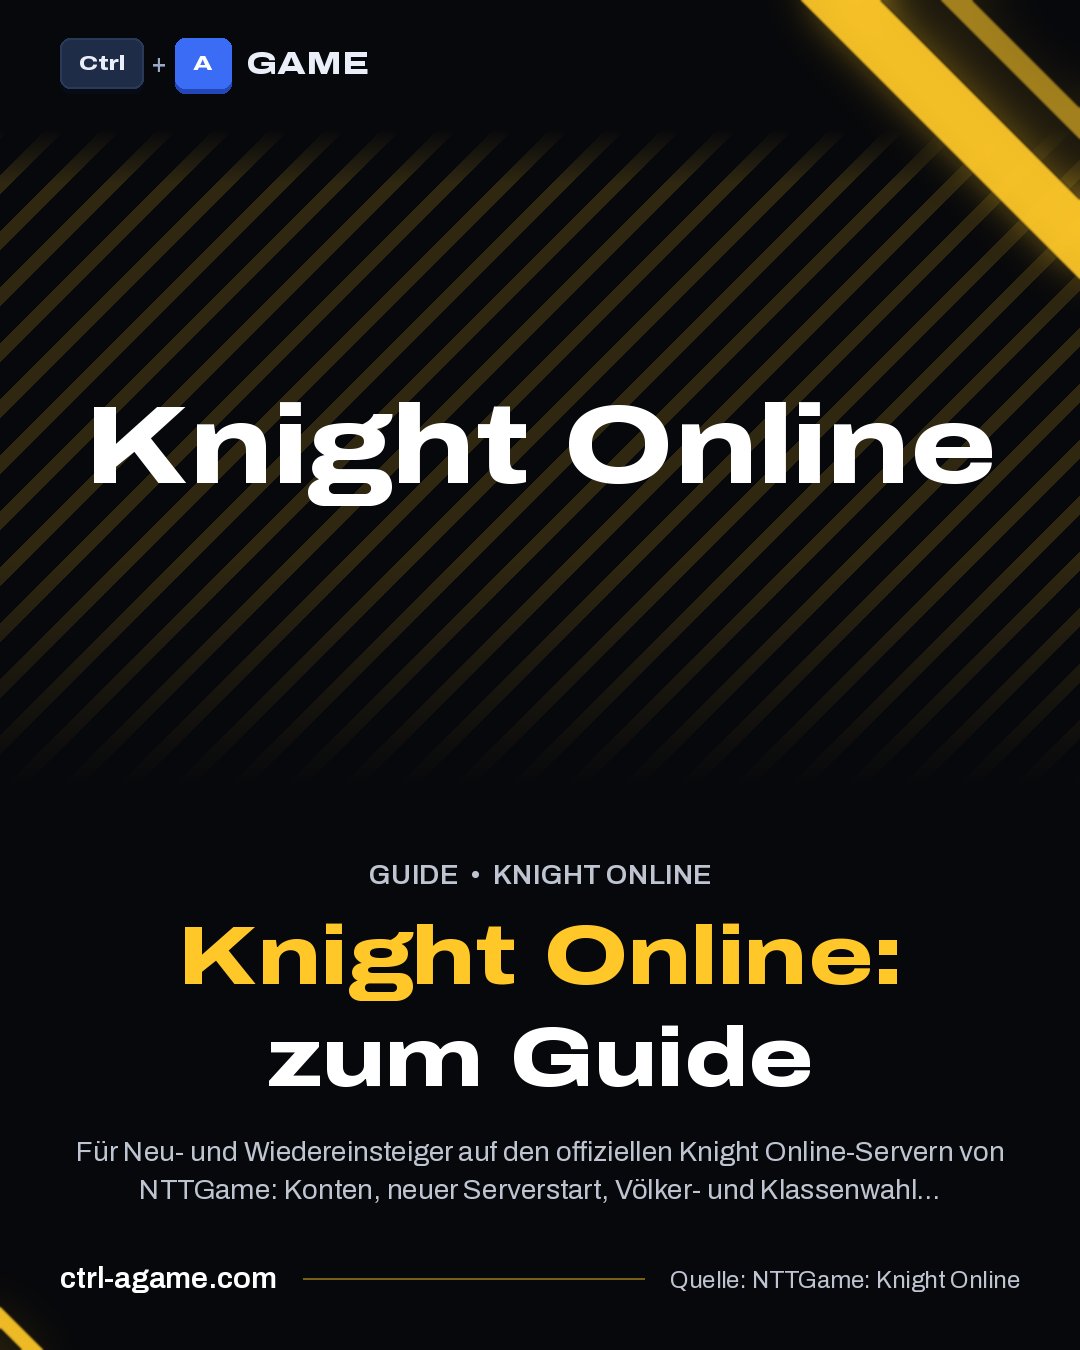 Ctrl + A GAME
Knight Online
GUIDE • KNIGHT ONLINE
Knight Online:
zum Guide
Für Neu- und Wiedereinsteiger auf den offiziellen Knight Online-Servern von
NTTGame: Konten, neuer Serverstart, Völker- und Klassenwahl...
ctrl-agame.com
Quelle: NTTGame: Knight Online